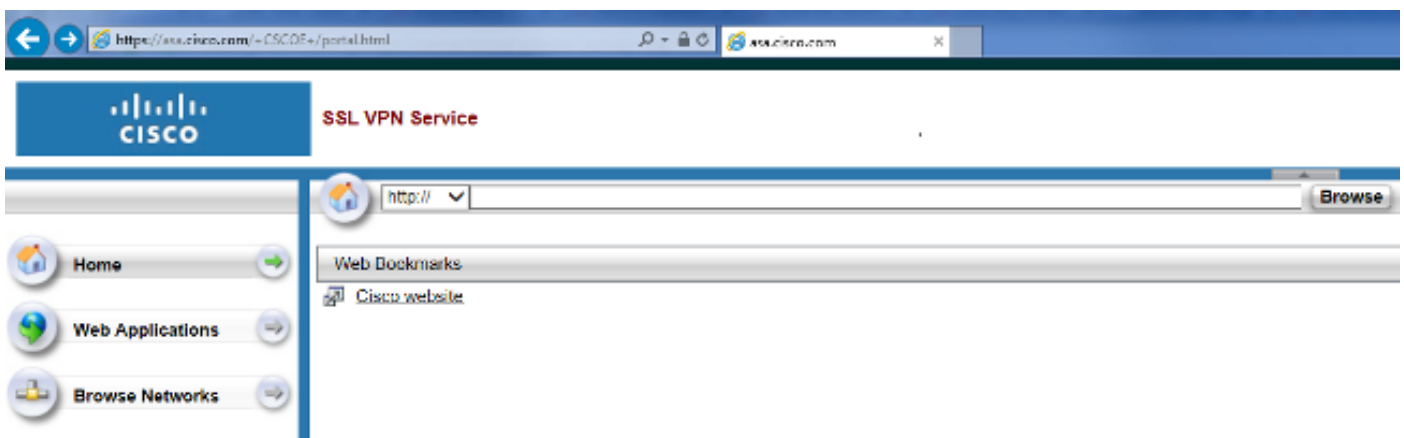 https://asa.cisco.com/+CSCOE+/portal.html
asa.cisco.com
CISCO
SSL VPN Service
http://
Browse
Home
Web Bookmarks
Cisco website
Web Applications
Browse Networks